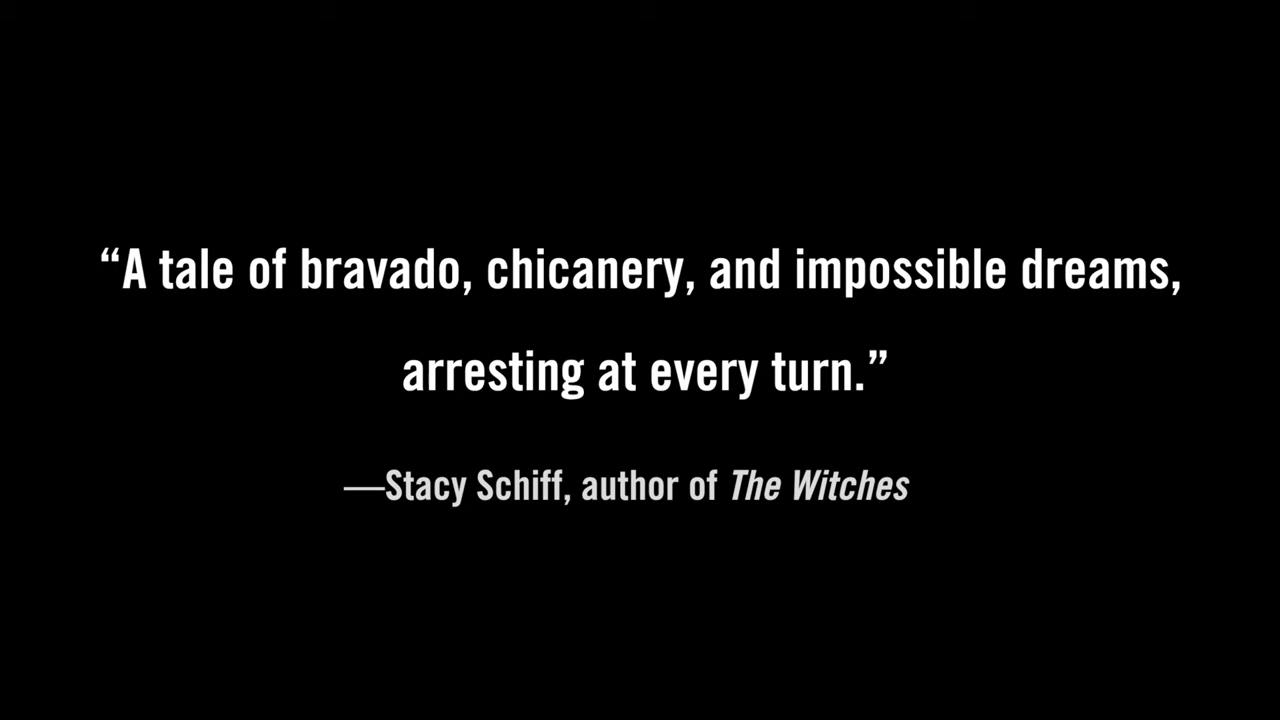 “A tale of bravado, chicanery, and impossible dreams,
arresting at every turn.”
—Stacy Schiff, author of The Witches